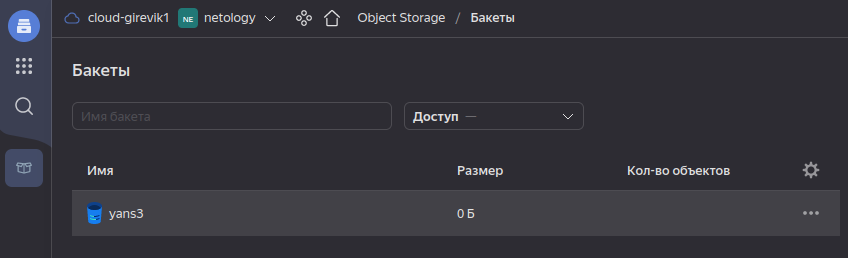 cloud-girevik1 NE netology Object Storage / Бакеты
Бакеты
Имя бакета Доступ —
Имя Размер Кол-во объектов
yans3 0 Б